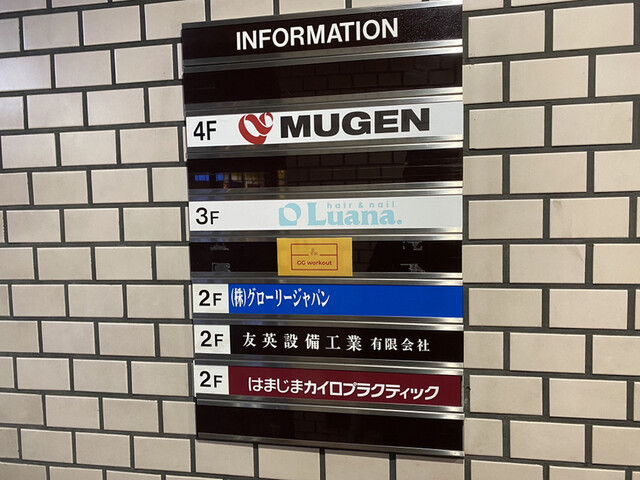 INFORMATION
4F MUGEN
3F hair & nail
Luana.
GG workout
2F (株)グローリージャパン
2F 友英設備工業 有限会社
2F はまじまカイロプラクティック